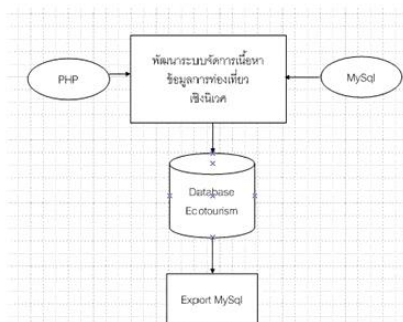 พัฒนาระบบจัดการเนื้อหา
ข้อมูลการท่องเที่ยว
เชิงนิเวศ
PHP
MySql
Database
Ecotourism
Export MySql